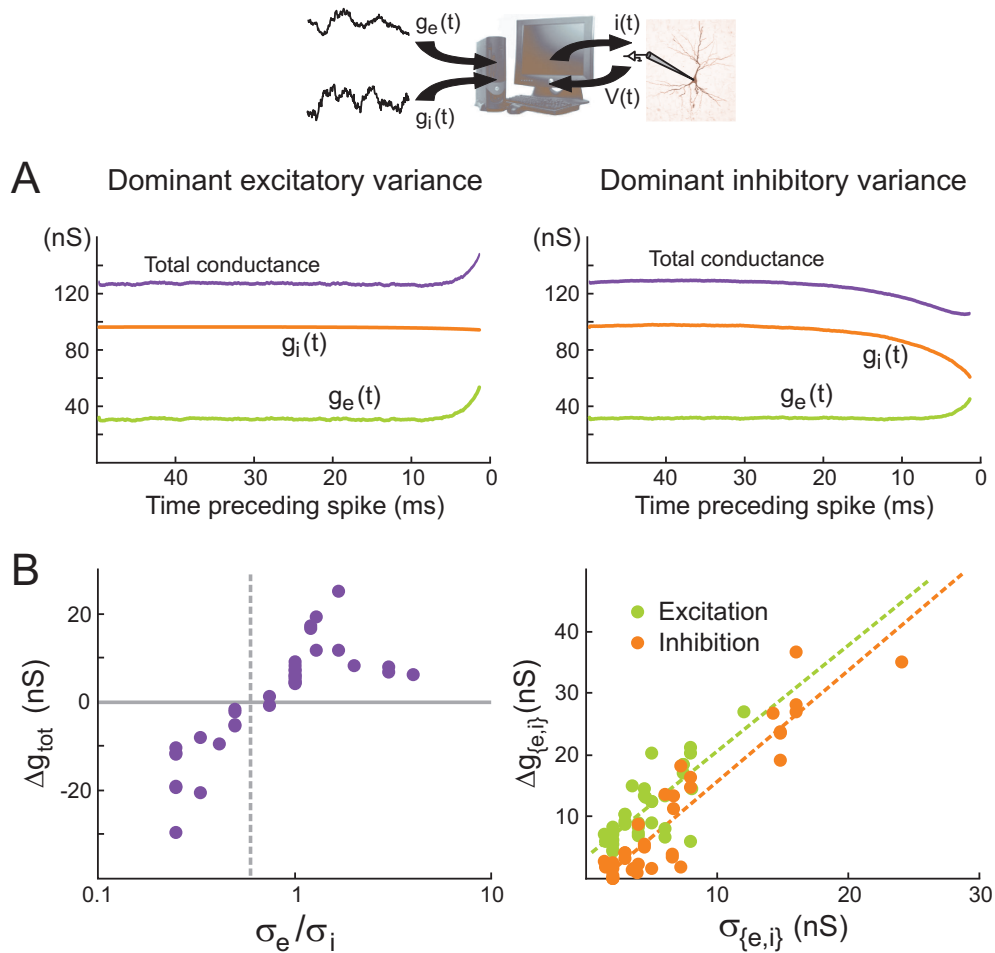 gₑ(t)
i(t)
V(t)
gᵢ(t)
A
Dominant excitatory variance
Dominant inhibitory variance
(nS)
Total conductance
120
gᵢ(t)
80
gₑ(t)
40
40 30 20 10 0
Time preceding spike (ms)
(nS)
Total conductance
120
gᵢ(t)
80
gₑ(t)
40
40 30 20 10 0
Time preceding spike (ms)
B
20
0
-20
Δg_tot (nS)
0.1 1 10
σₑ/σᵢ
Excitation
Inhibition
40
30
20
10
Δg_{e,i} (nS)
10 20 30
σ_{e,i} (nS)